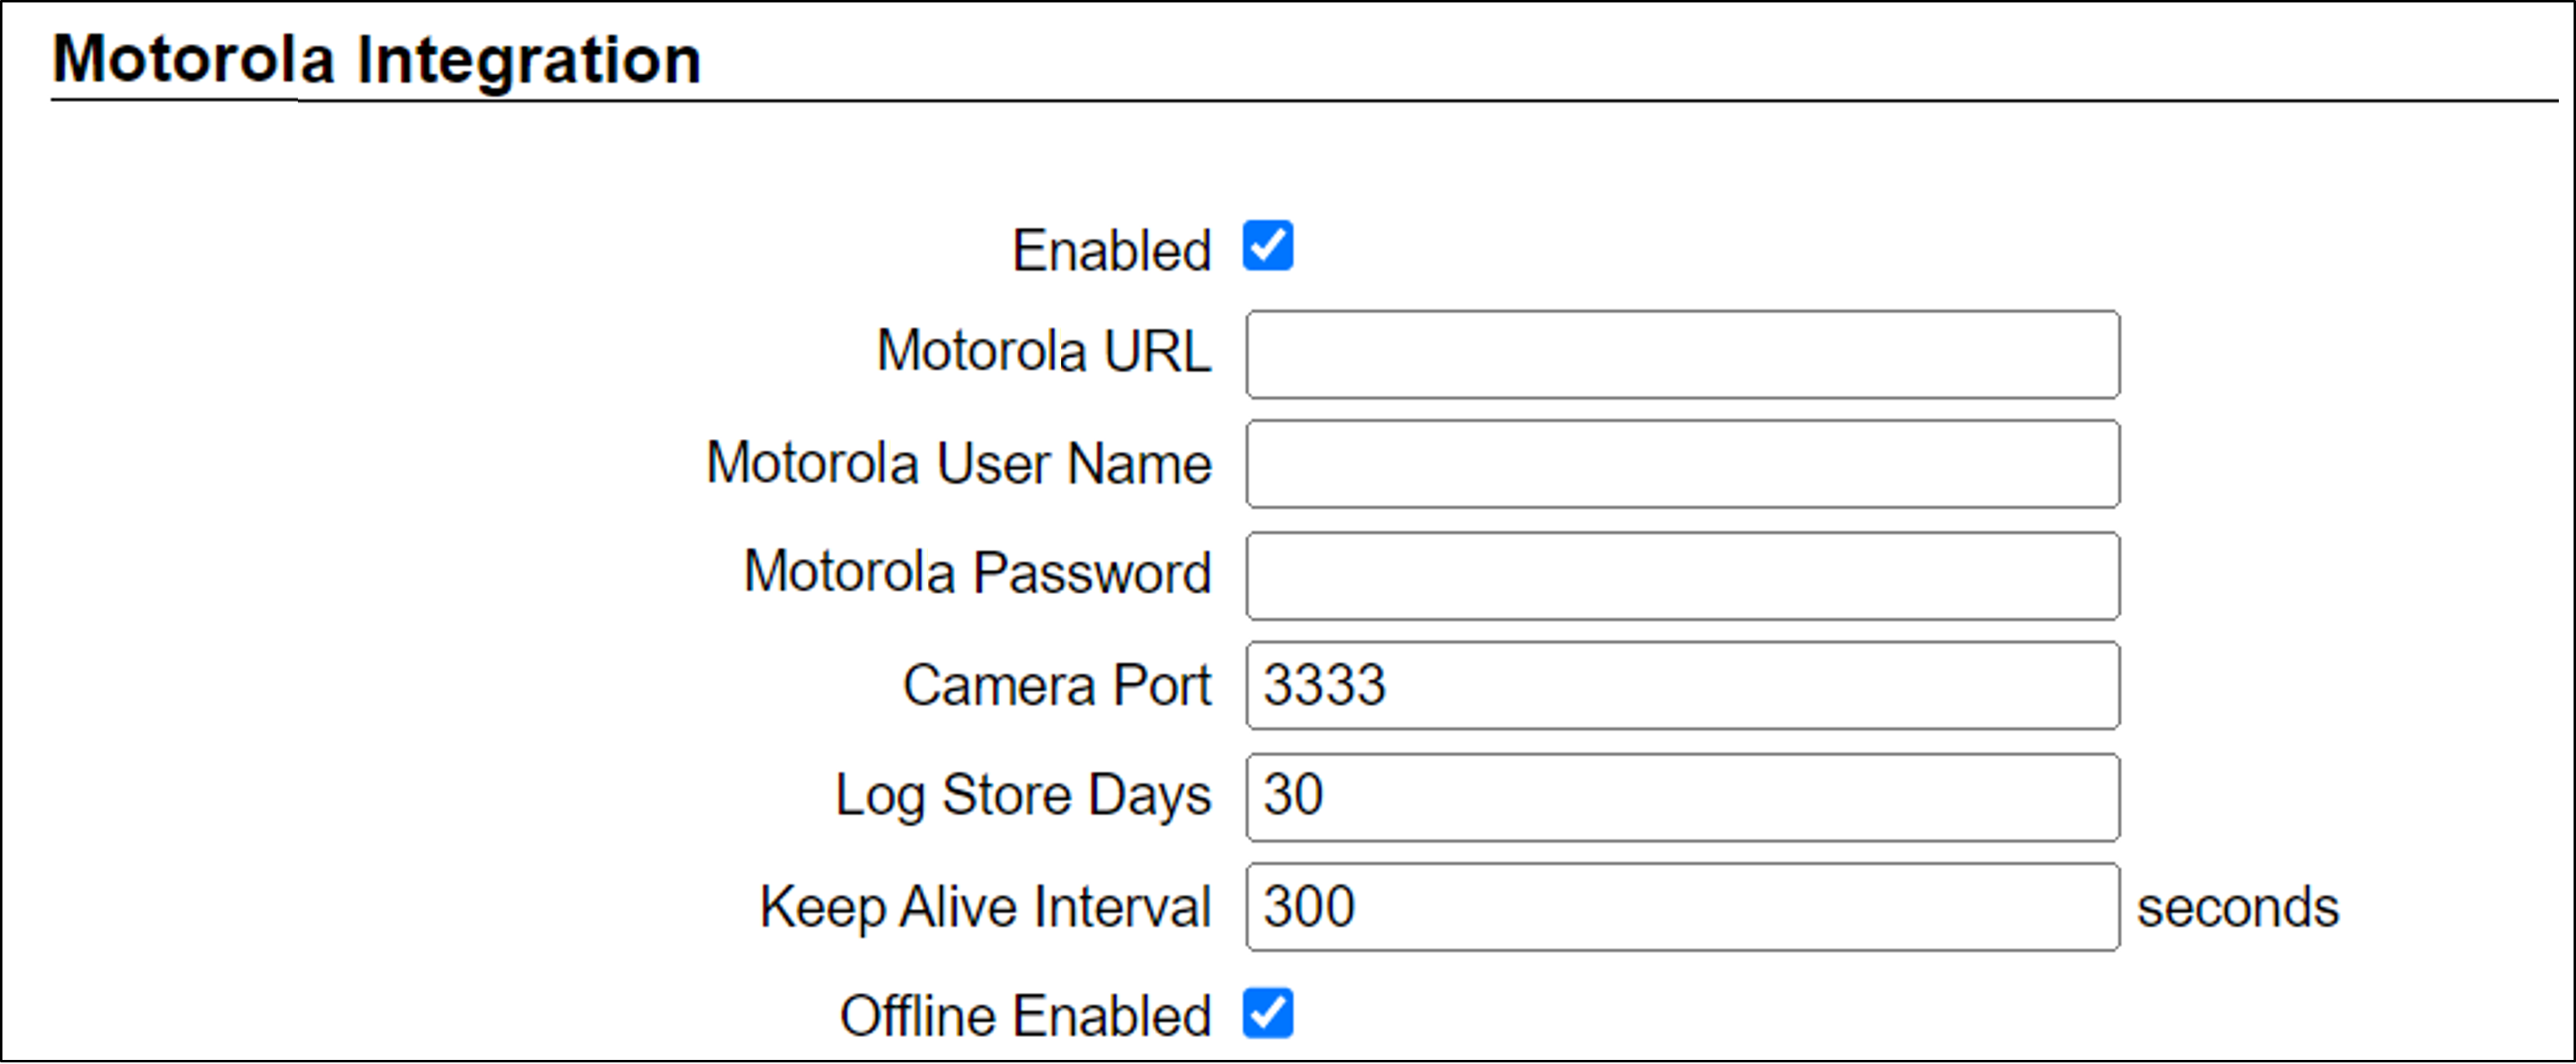 Motorola Integration
Enabled
Motorola URL
Motorola User Name
Motorola Password
Camera Port 3333
Log Store Days 30
Keep Alive Interval 300 seconds
Offline Enabled